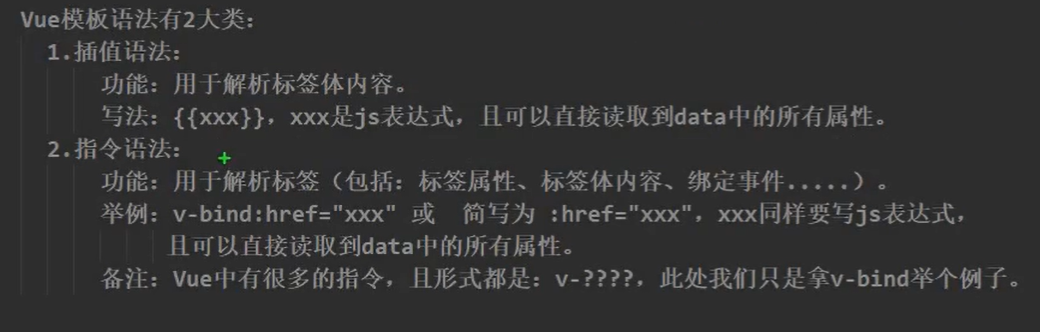 Vue模板语法有2大类:
1.插值语法:
功能: 用于解析标签体内容。
写法: {{xxx}}, xxx是js表达式, 且可以直接读取到data中的所有属性。
2.指令语法:
功能: 用于解析标签(包括: 标签属性、标签体内容、绑定事件.....)。
举例: v-bind:href="xxx" 或  简写为 :href="xxx", xxx同样要写js表达式,
且可以直接读取到data中的所有属性。
备注: Vue中有很多的指令, 且形式都是: v-????, 此处我们只是拿v-bind举个例子。